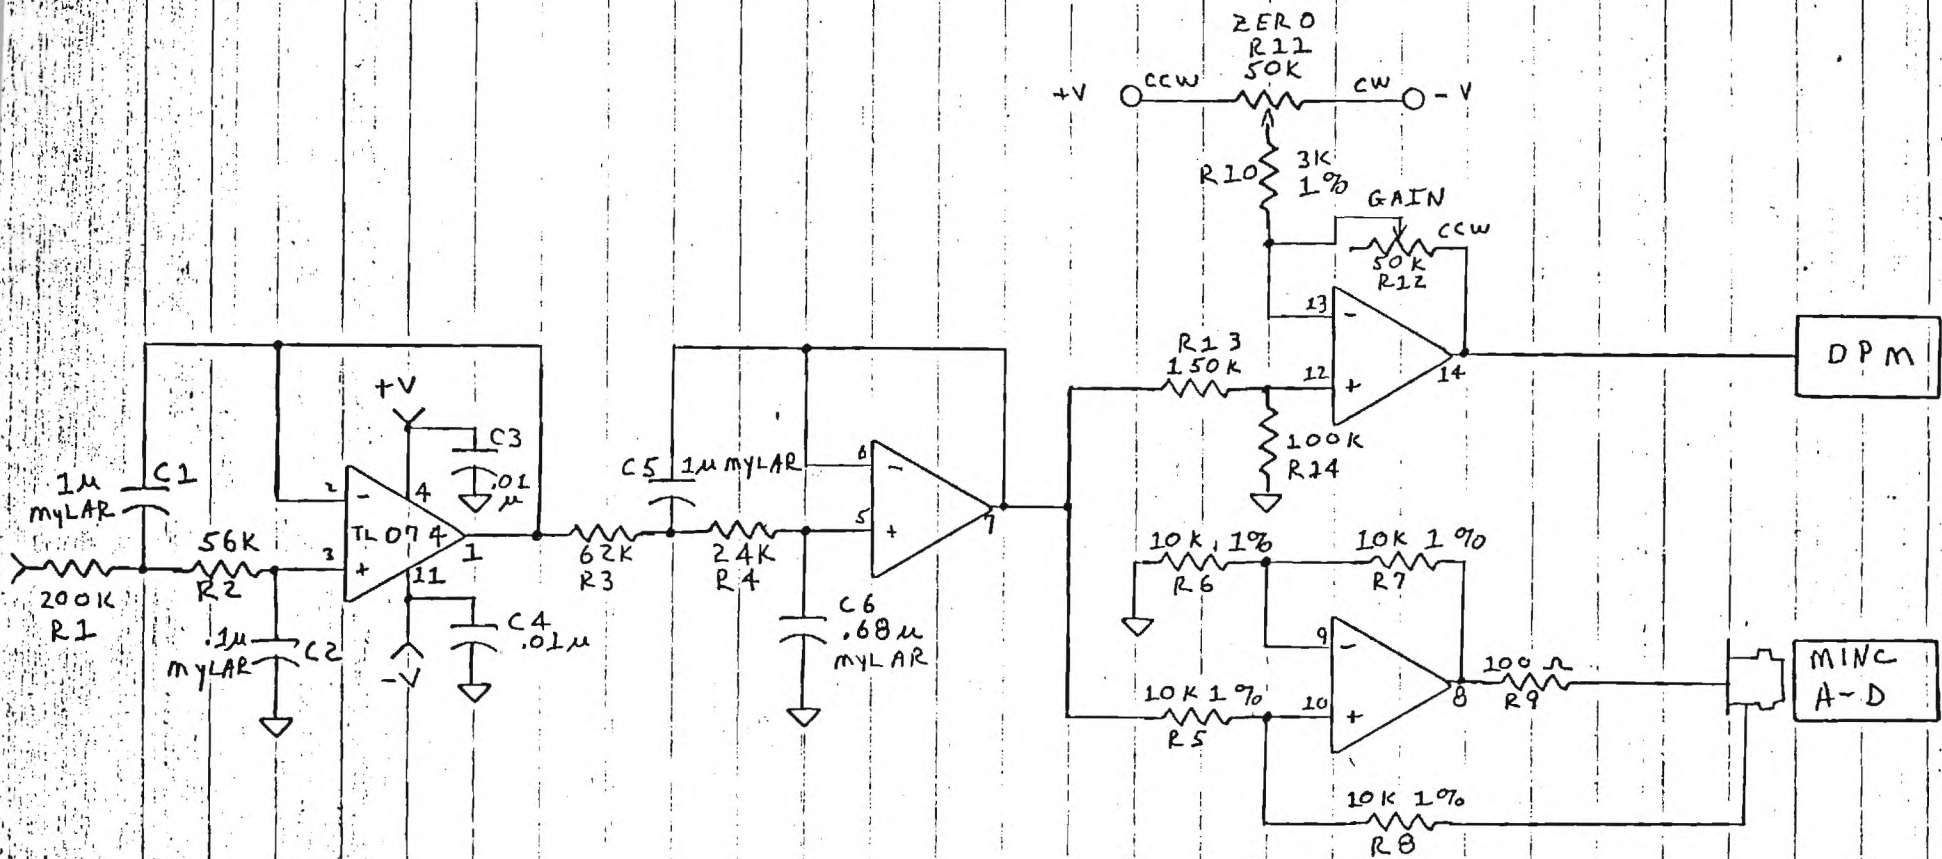 ZERO
R11
50K
+V
CCW
CW
-V
R10
3K
1%
GAIN
CCW
50K
R12
13
-
R13
150K
12
+
14
DPM
100K
R14
+V
C3
.01
μ
C1
1μ
MYLAR
2
-
4
TL074
1
3
+
11
56K
R2
200K
R1
.1μ
MYLAR
C2
C4
.01μ
-V
C5
1μ MYLAR
6
-
5
+
7
62K
R3
24K
R4
C6
.68μ
MYLAR
10K 1%
R6
10K 1%
R7
9
-
10K 1%
R5
10
+
8
100Ω
R9
MINC
A-D
10K 1%
R8